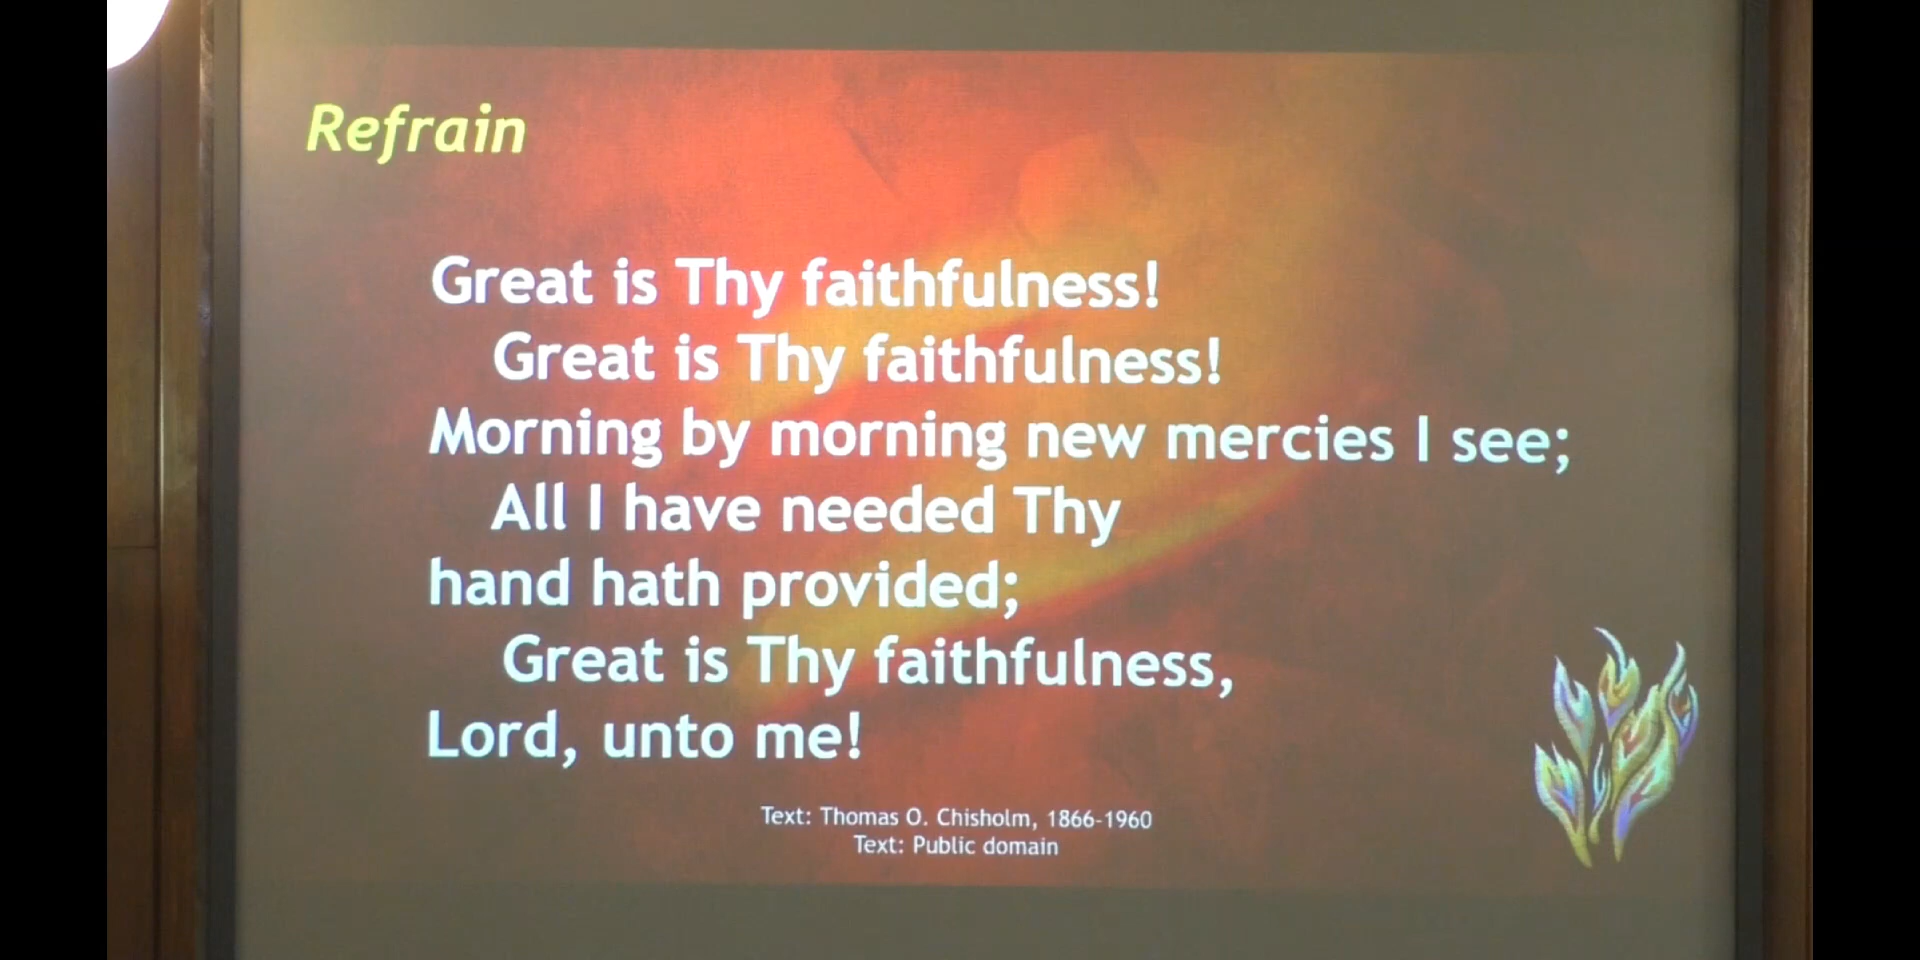 Refrain
Great is Thy faithfulness!
Great is Thy faithfulness!
Morning by morning new mercies I see;
All I have needed Thy
hand hath provided;
Great is Thy faithfulness,
Lord, unto me!
Text: Thomas O. Chisholm, 1866-1960
Text: Public domain